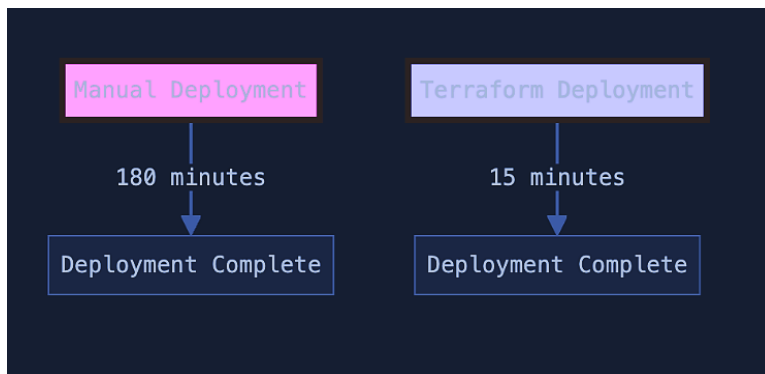 Manual Deployment
Terraform Deployment
180 minutes
15 minutes
Deployment Complete
Deployment Complete